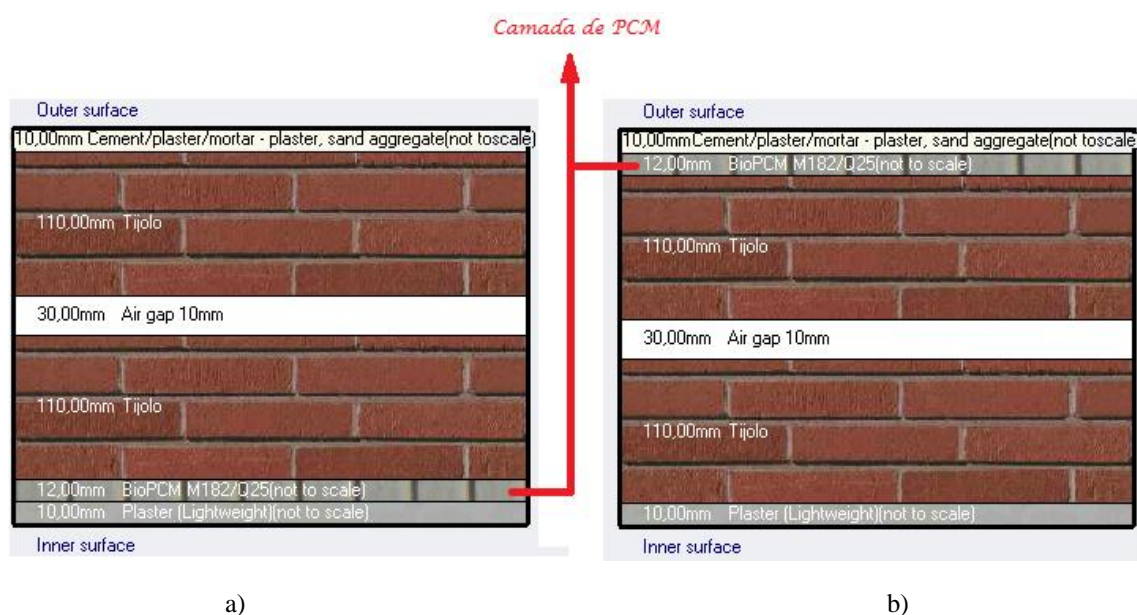 Camada de PCM
Outer surface
10,00mm Cement/plaster/mortar - plaster, sand aggregate(not toscale)
110,00mm Tijolo
30,00mm Air gap 10mm
110,00mm Tijolo
12,00mm BioPCM M182/Q25(not to scale)
10,00mm Plaster (Lightweight)(not to scale)
Inner surface
a)
Outer surface
10,00mmCement/plaster/mortar - plaster, sand aggregate(not toscale
12,00mm BioPCM M182/Q25(not to scale)
110,00mm Tijolo
30,00mm Air gap 10mm
110,00mm Tijolo
10,00mm Plaster (Lightweight)(not to scale)
Inner surface
b)